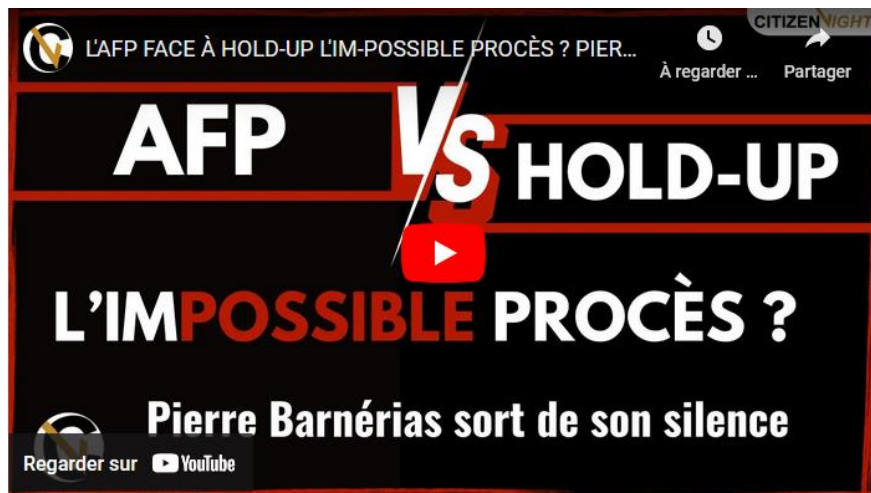 CITIZENIGHT
L'AFP FACE À HOLD-UP L'IM-POSSIBLE PROCÈS ? PIER...
À regarder ...
Partager
AFP
VS
HOLD-UP
L'IMPOSSIBLE PROCÈS ?
Pierre Barnérias sort de son silence
Regarder sur YouTube